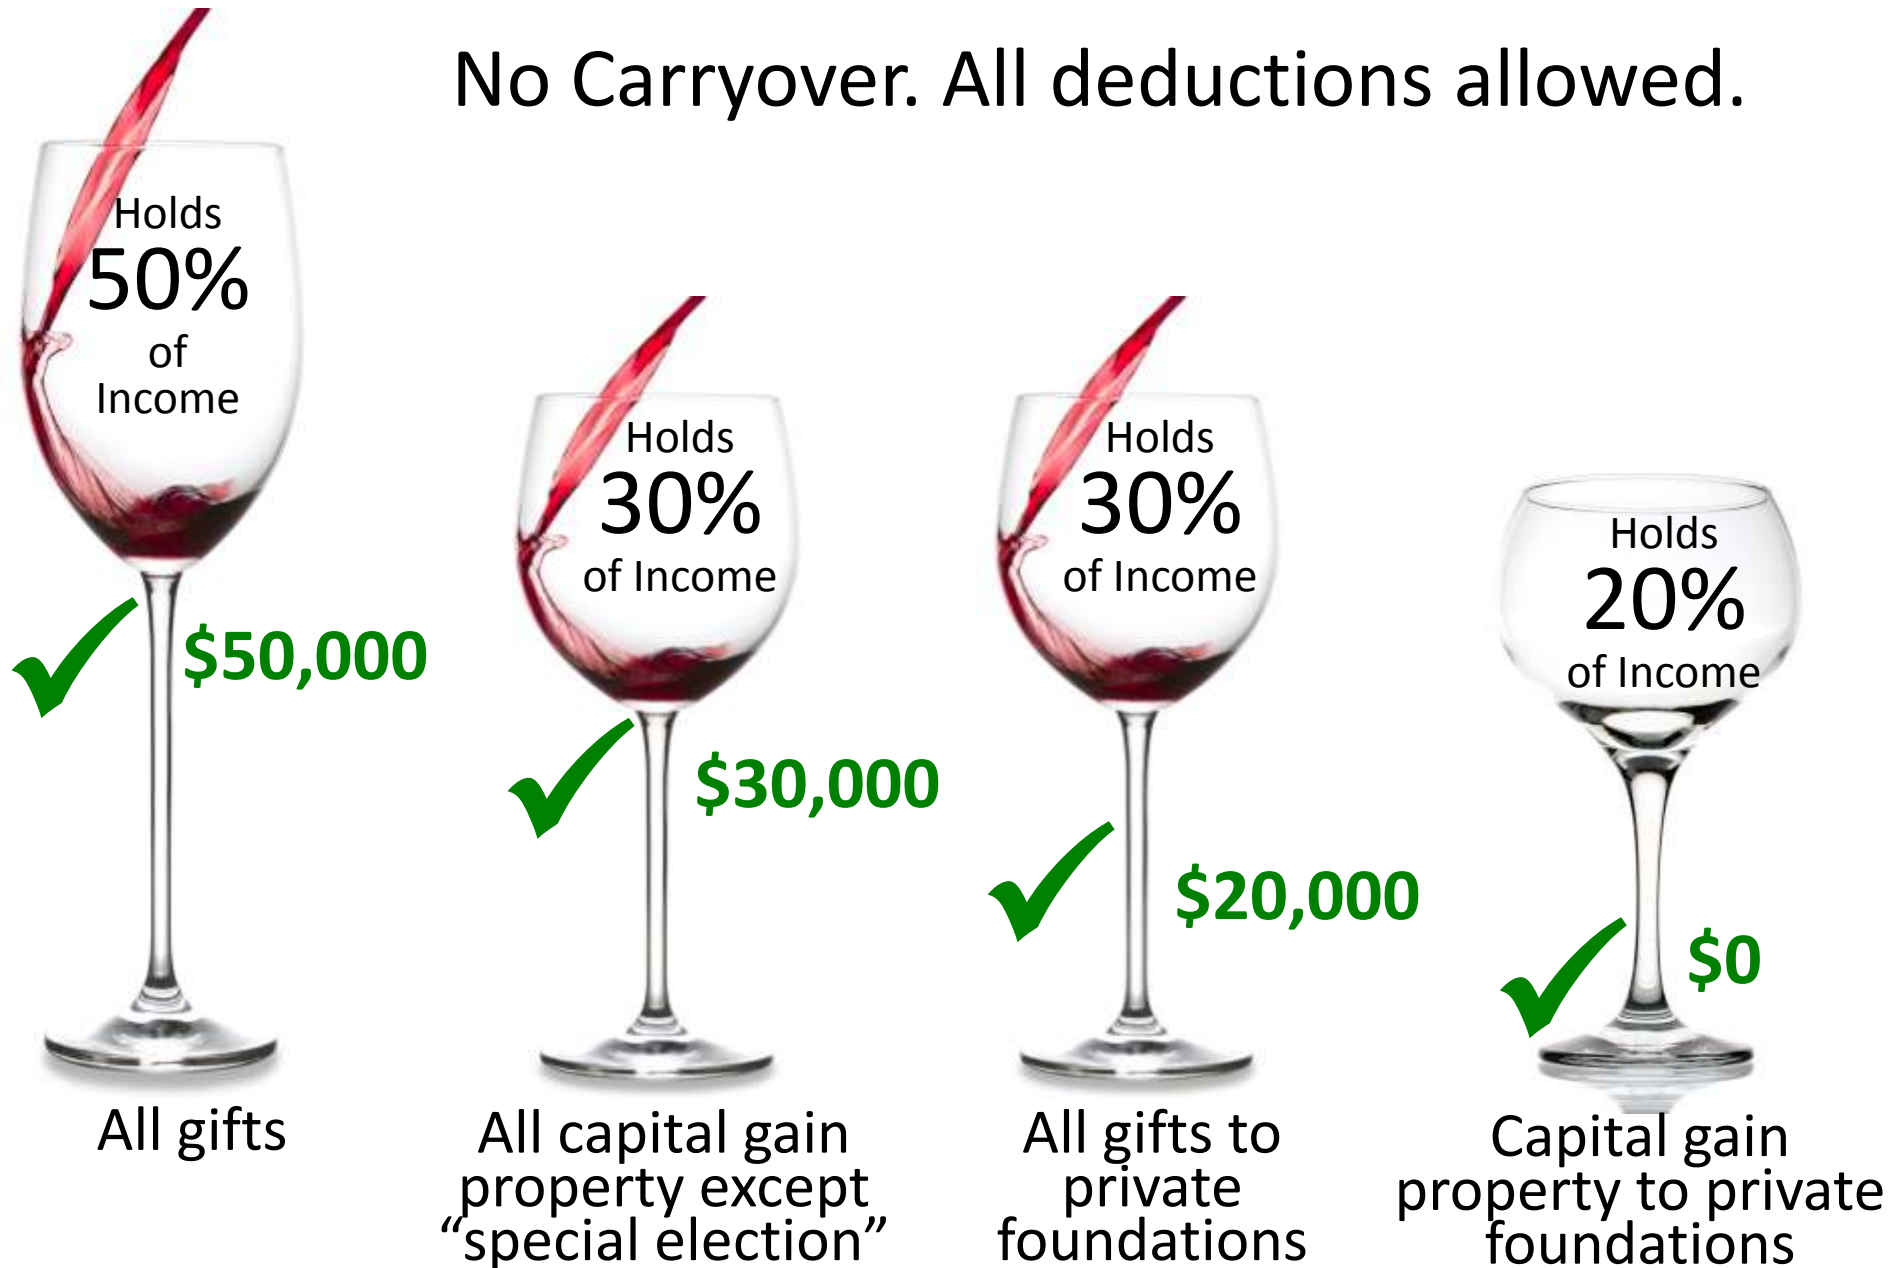 No Carryover. All deductions allowed.
Holds
50%
of
Income
$50,000
All gifts
Holds
30%
of Income
$30,000
All capital gain
property except
“special election”
Holds
30%
of Income
$20,000
All gifts to
private
foundations
Holds
20%
of Income
$0
Capital gain
property to private
foundations